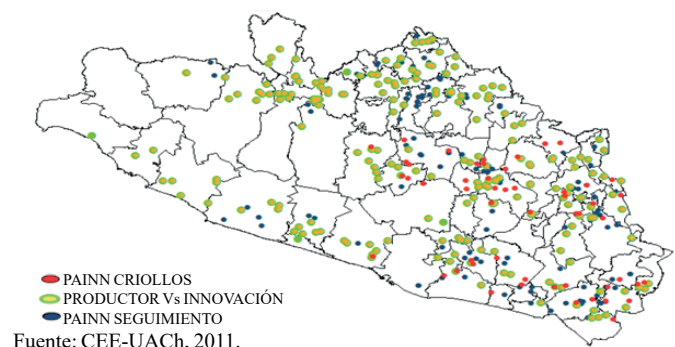 PAINN CRIOLLOS
PRODUCTOR Vs INNOVACIÓN
PAINN SEGUIMIENTO
Fuente: CEE-UACh, 2011.